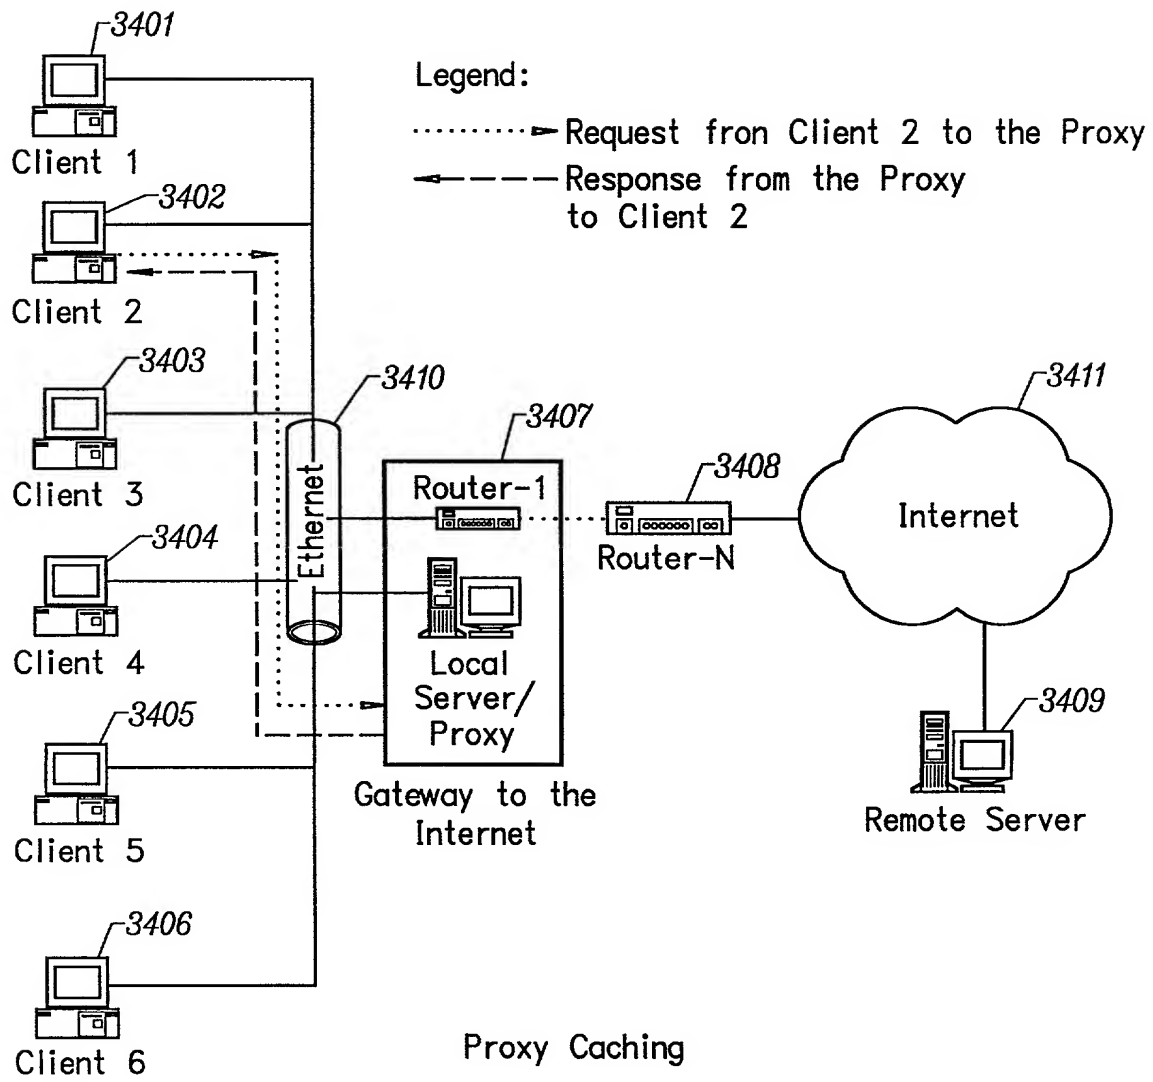 3401
Client 1
Legend:
Request fron Client 2 to the Proxy
Response from the Proxy
to Client 2
3402
Client 2
3403
Client 3
3410
3407
3411
Router-1
3408
Router-N
Internet
Ethernet
3404
Client 4
Local
Server/
Proxy
3405
Client 5
3409
Remote Server
Gateway to the
Internet
3406
Client 6
Proxy Caching